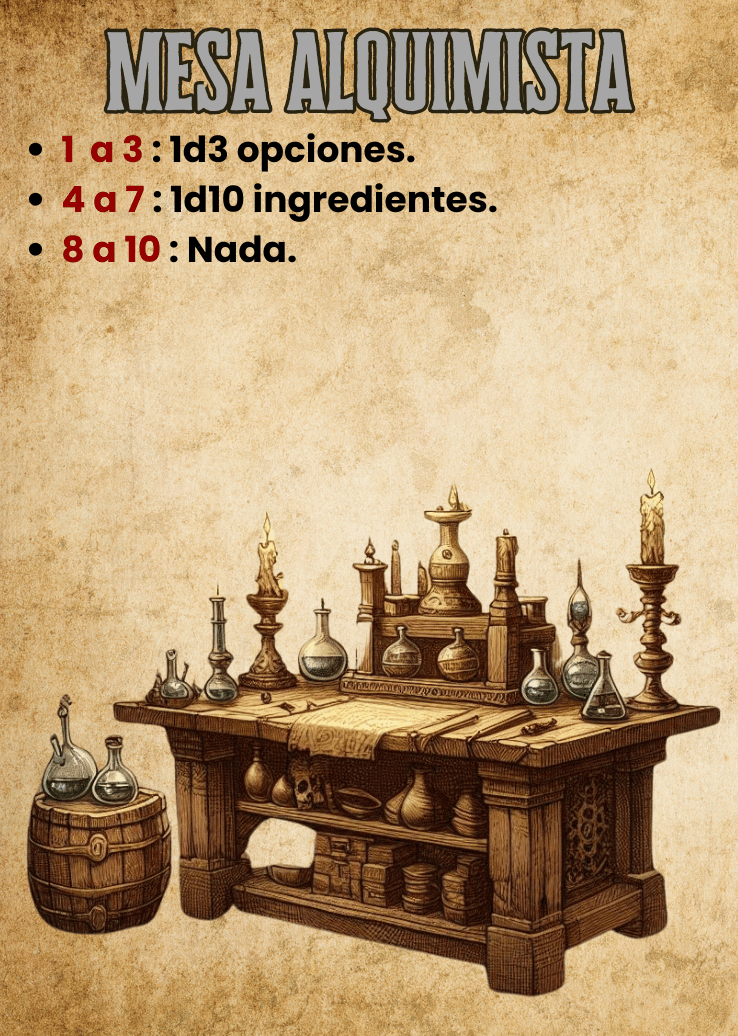 MESA ALQUIMISTA
• 1 a 3 : 1d3 opciones.
• 4 a 7 : 1d10 ingredientes.
• 8 a 10 : Nada.